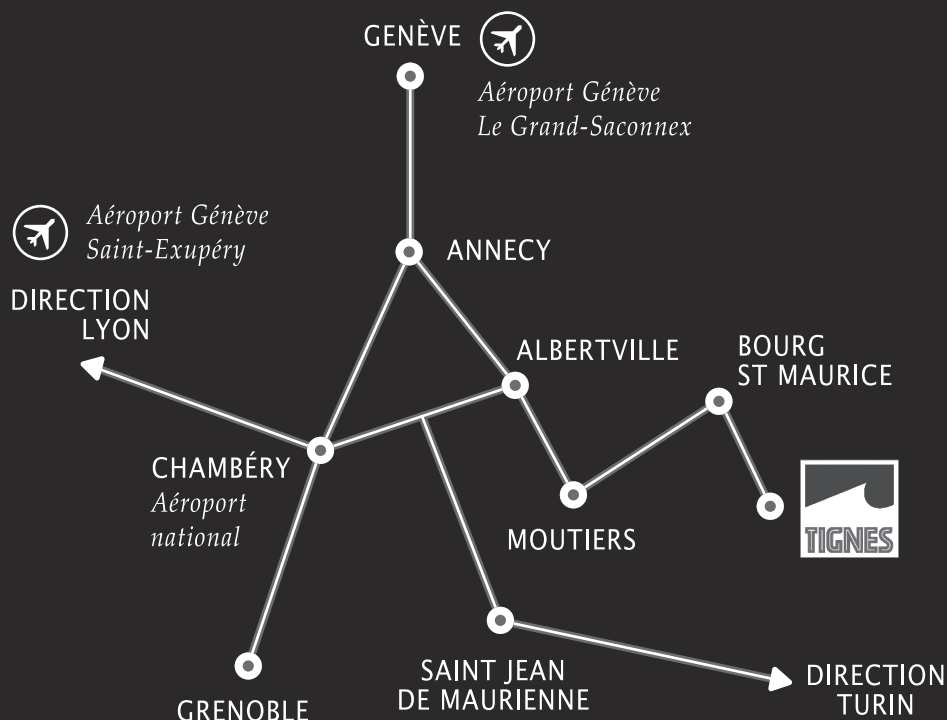 GENÈVE
Aéroport Génève
Le Grand-Saconnex
Aéroport Génève
Saint-Exupéry
DIRECTION
LYON
ANNECY
ALBERTVILLE
BOURG
ST MAURICE
CHAMBÉRY
Aéroport
national
MOUTIERS
TIGNES
SAINT JEAN
DE MAURIENNE
DIRECTION
TURIN
GRENOBLE